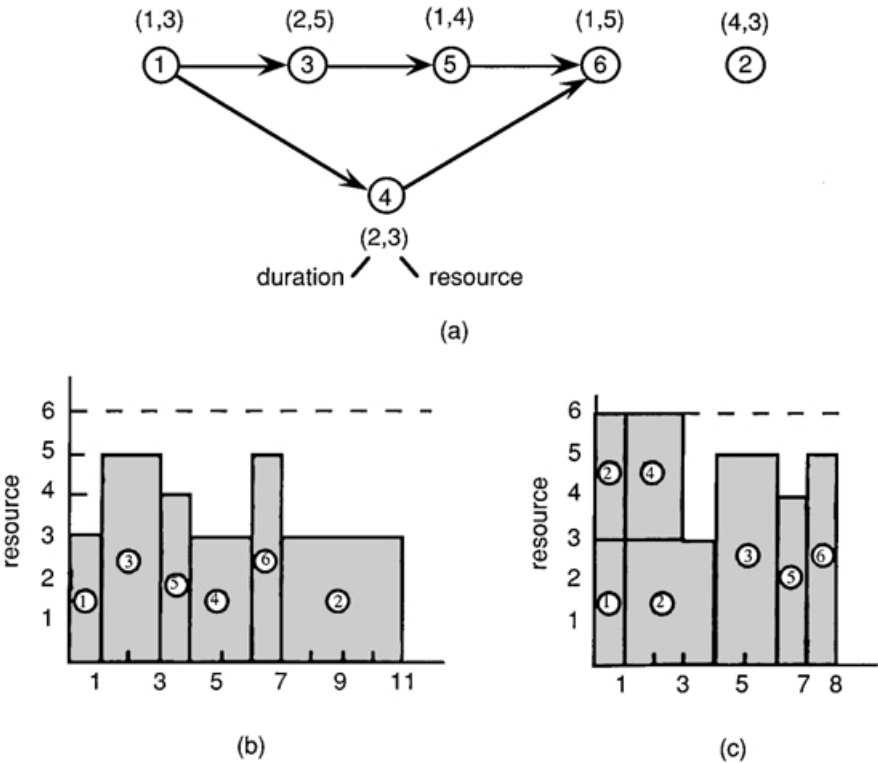 (1,3) (2,5) (1,4) (1,5) (4,3)
1 3 5 6 2
4
(2,3)
duration resource
(a)
6
5
4
3
2
1
resource
1 3 5 4 6 2
1 3 5 7 9 11
(b)
6
5
4
3
2
1
resource
2 4
1 2 3 5 6
1 3 5 7 8
(c)